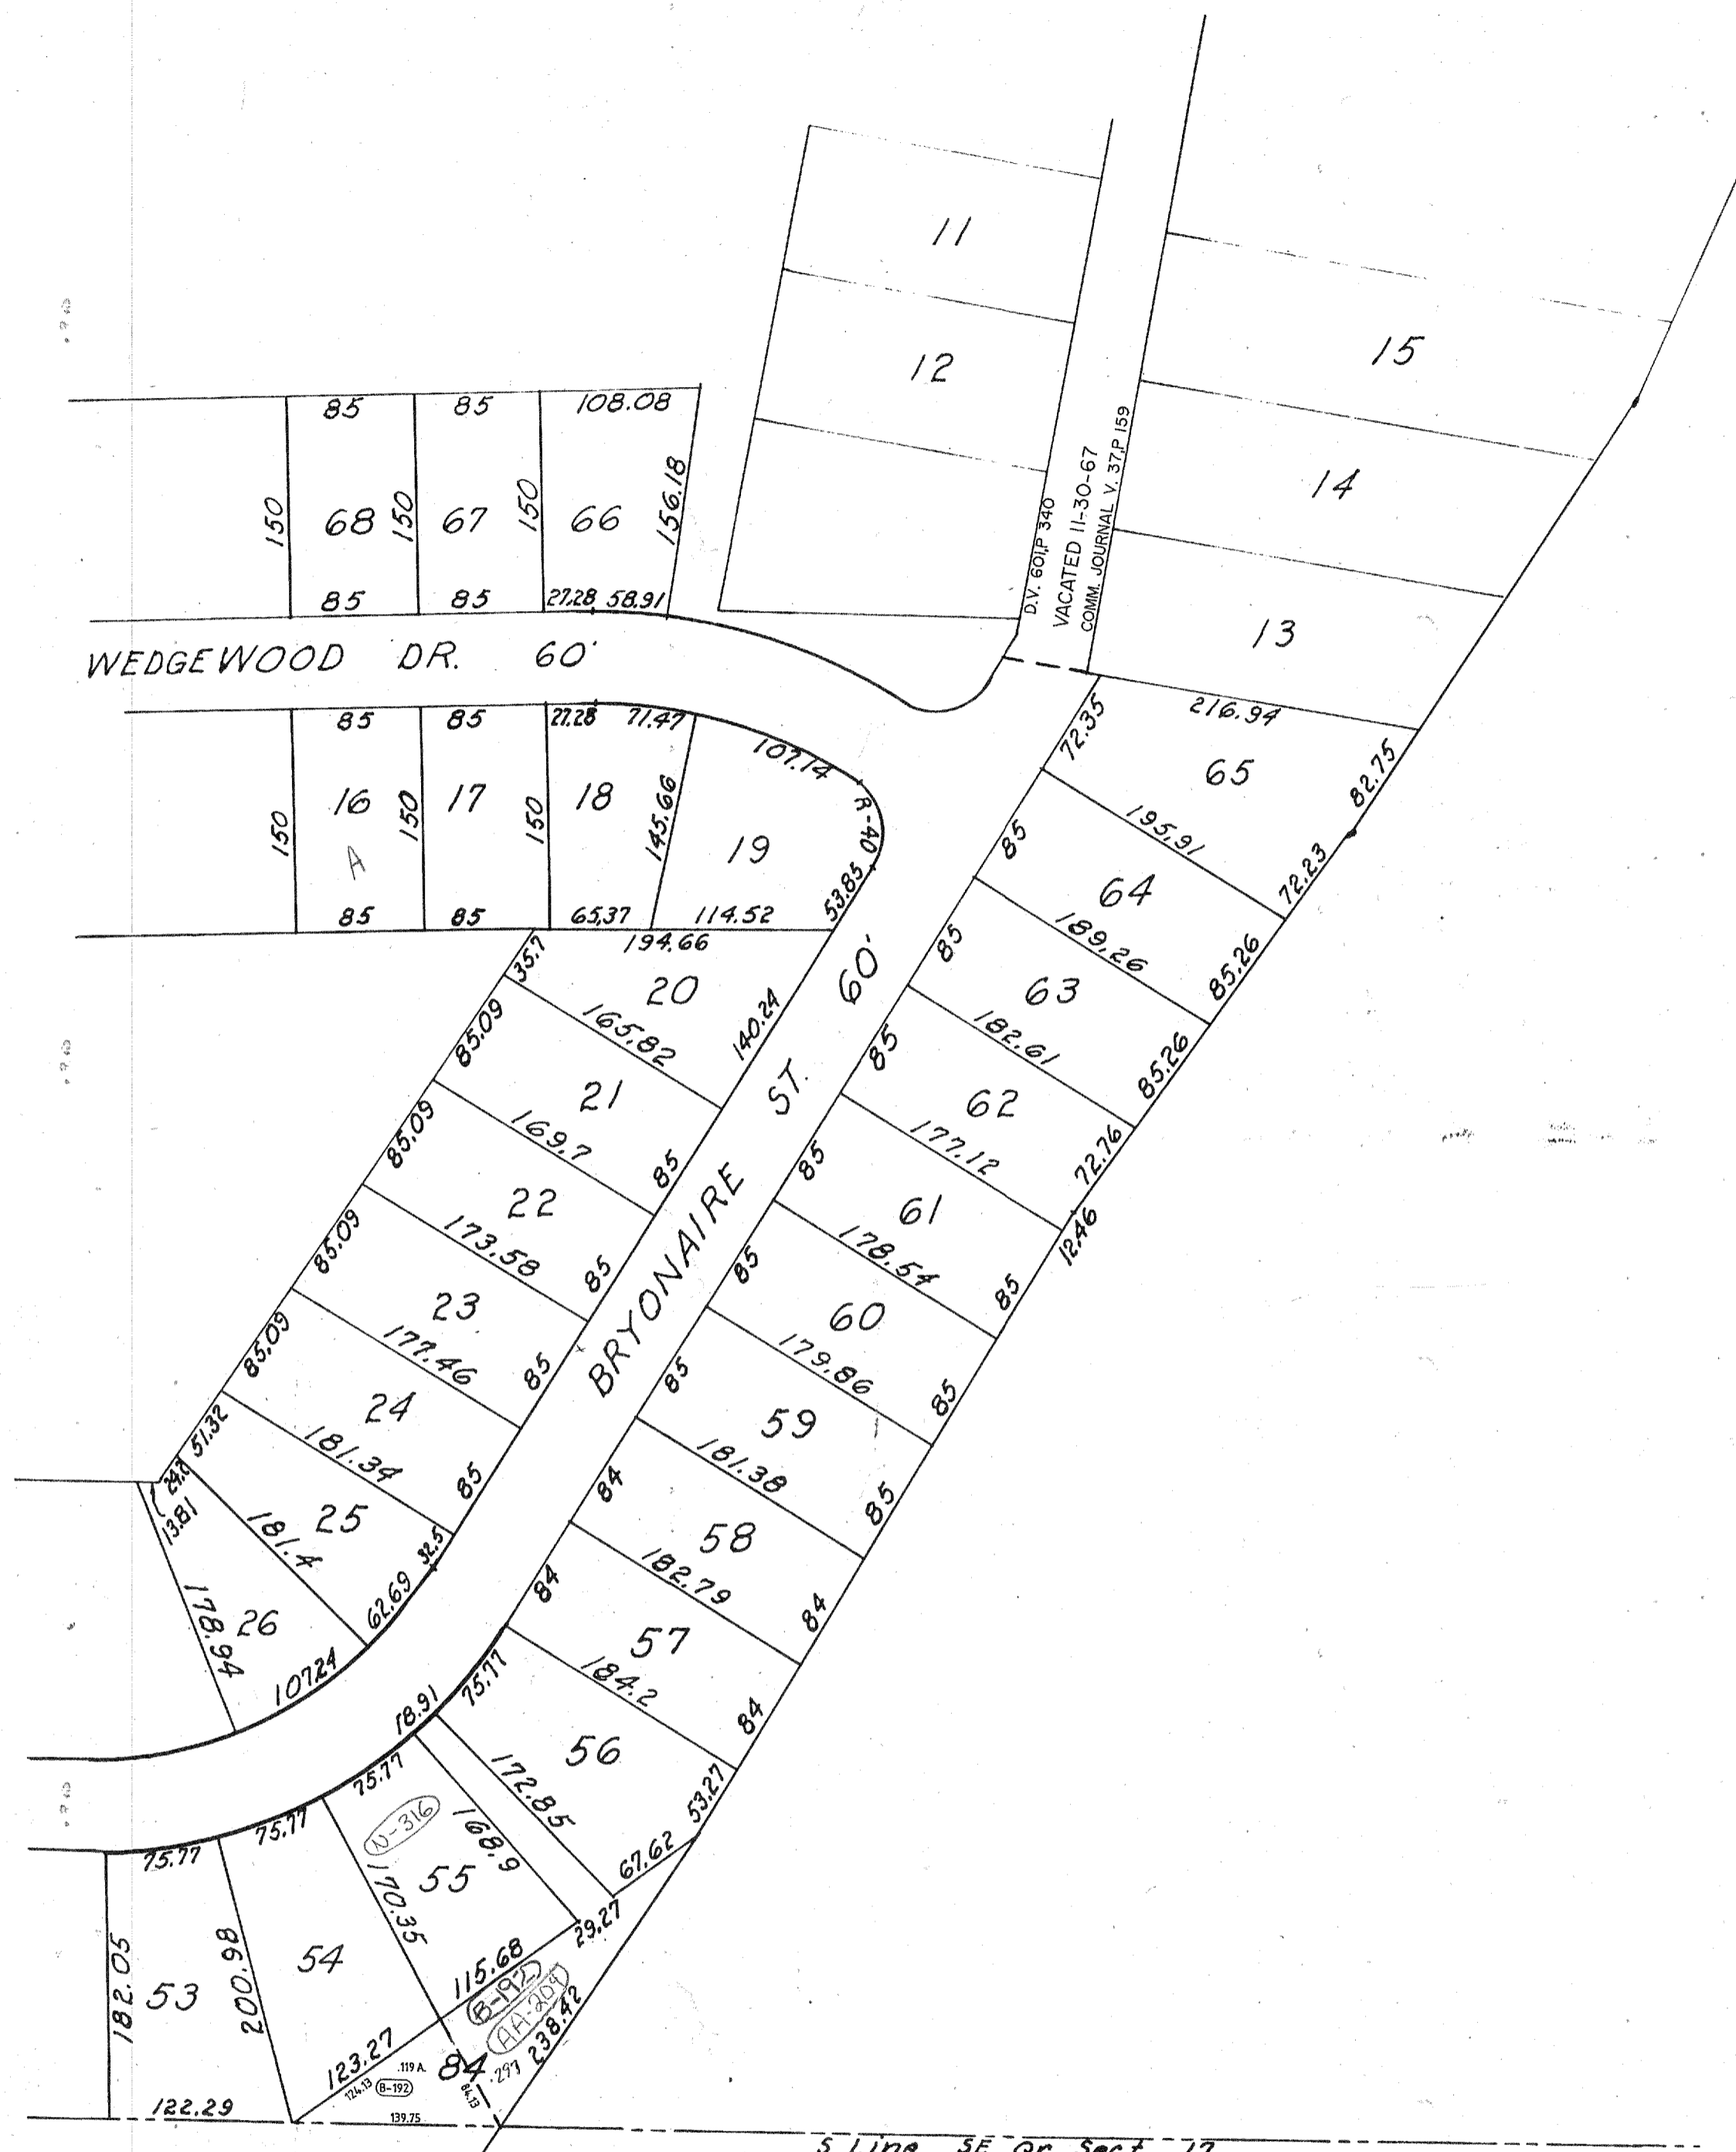 11
12
15
14
13
D.V. 601,P 340
VACATED 11-30-67
COMM. JOURNAL V. 37,P 159
85 85 108.08
150 68 150 67 150 66 156.18
85 85 27.28 58.91
WEDGEWOOD DR. 60'
85 85 27.28 71.47 107.14
150 16 150 17 150 18 145.66 19 R-40
A
85 85 65.37 114.52 53.85
216.94
72.35 65 82.75
195.91
85 64 72.23
189.26
85 63 85.26
182.61
85 62 85.26
177.12
85 61 72.76
12.46
178.54
85 60 85
179.86
85 59 85
181.38
84 58 85
182.79
84 57 84
184.2
84
194.66
35.7 20 140.24
165.82
85.09 21 85
169.7
85.09 22 85
173.58
85.09 23 85
177.46
85.09 24 85
181.34
51.32 25 32.5
24.8
13.81
181.4 62.69
178.94 26 107.24
BRYONAIRE ST. 60'
75.77 56 53.27
18.91 172.85 67.62
75.77 N-316 168.9
55
170.35
29.27
115.68
75.77
54
200.98
123.27
75.77
53
182.05
122.29
B-192
AA-209
238.42
84 .297
.119 A.
124.13 B-192
84.13
139.75
S Line SE Qr Sect 17